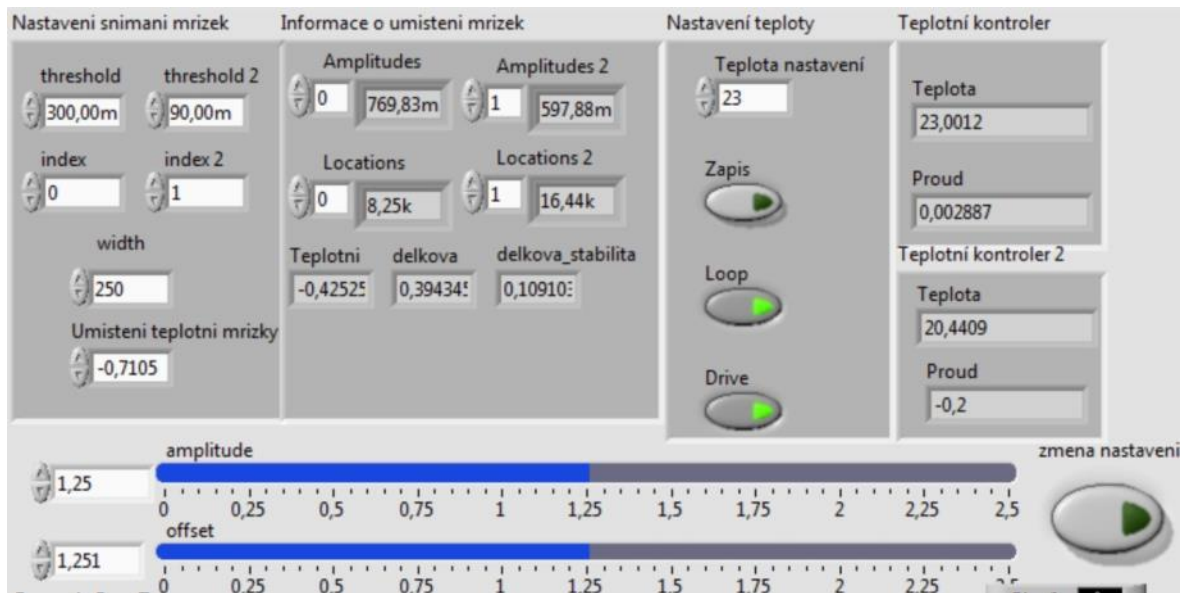 Nastaveni snimani mrizek
threshold threshold 2
300,00m 90,00m
index index 2
0 1
width
250
Umisteni teplotni mrizky
-0,7105
Informace o umisteni mrizek
Amplitudes Amplitudes 2
0 769,83m 1 597,88m
Locations Locations 2
0 8,25k 1 16,44k
Teplotni delkova delkova_stabilita
-0,42525 0,394345 0,10910
Nastavení teploty
Teplota nastavení
23
Zapis
Loop
Drive
Teplotní kontroler
Teplota
23,0012
Proud
0,002887
Teplotní kontroler 2
Teplota
20,4409
Proud
-0,2
amplitude
1,25
0 0,25 0,5 0,75 1 1,25 1,5 1,75 2 2,25 2,5
zmena nastaveni
offset
1,251
0 0,25 0,5 0,75 1 1,25 1,5 1,75 2 2,25